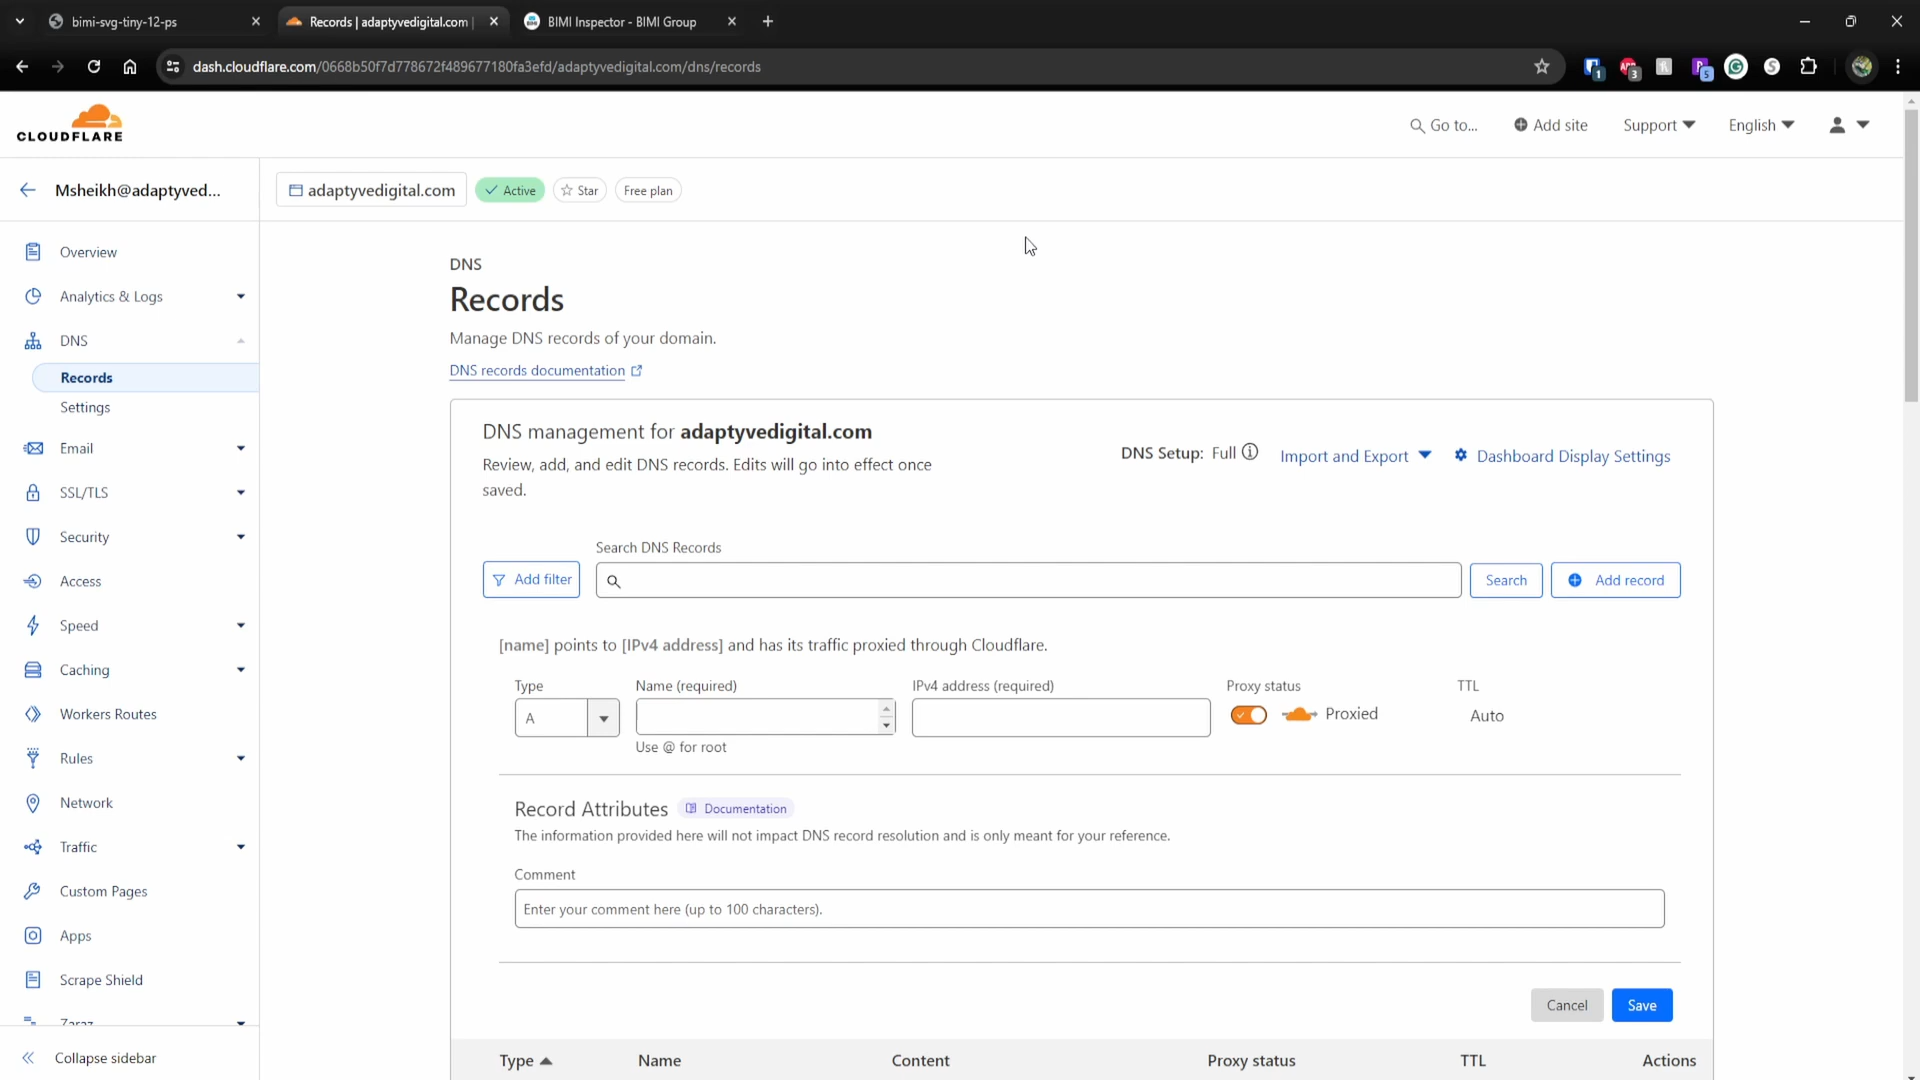 bimi-svg-tiny-12-ps
Records | adaptyvedigital.com |
BIMI Inspector - BIMI Group
dash.cloudflare.com/0668b50f7d778672f489677180fa3efd/adaptyvedigital.com/dns/records
1
3
5
CLOUDFLARE
Go to...
Add site
Support
English
Msheikh@adaptyved...
adaptyvedigital.com
Active
Star
Free plan
Overview
Analytics & Logs
DNS
Records
Settings
Email
SSL/TLS
Security
Access
Speed
Caching
Workers Routes
Rules
Network
Traffic
Custom Pages
Apps
Scrape Shield
Zaraz
Collapse sidebar
DNS
Records
Manage DNS records of your domain.
DNS records documentation
DNS management for adaptyvedigital.com
Review, add, and edit DNS records. Edits will go into effect once
saved.
DNS Setup: Full
Import and Export
Dashboard Display Settings
Search DNS Records
Add filter
Search
Add record
[name] points to [IPv4 address] and has its traffic proxied through Cloudflare.
Type
Name (required)
IPv4 address (required)
Proxy status
TTL
A
Proxied
Auto
Use @ for root
Record Attributes
Documentation
The information provided here will not impact DNS record resolution and is only meant for your reference.
Comment
Enter your comment here (up to 100 characters).
Cancel
Save
Type
Name
Content
Proxy status
TTL
Actions